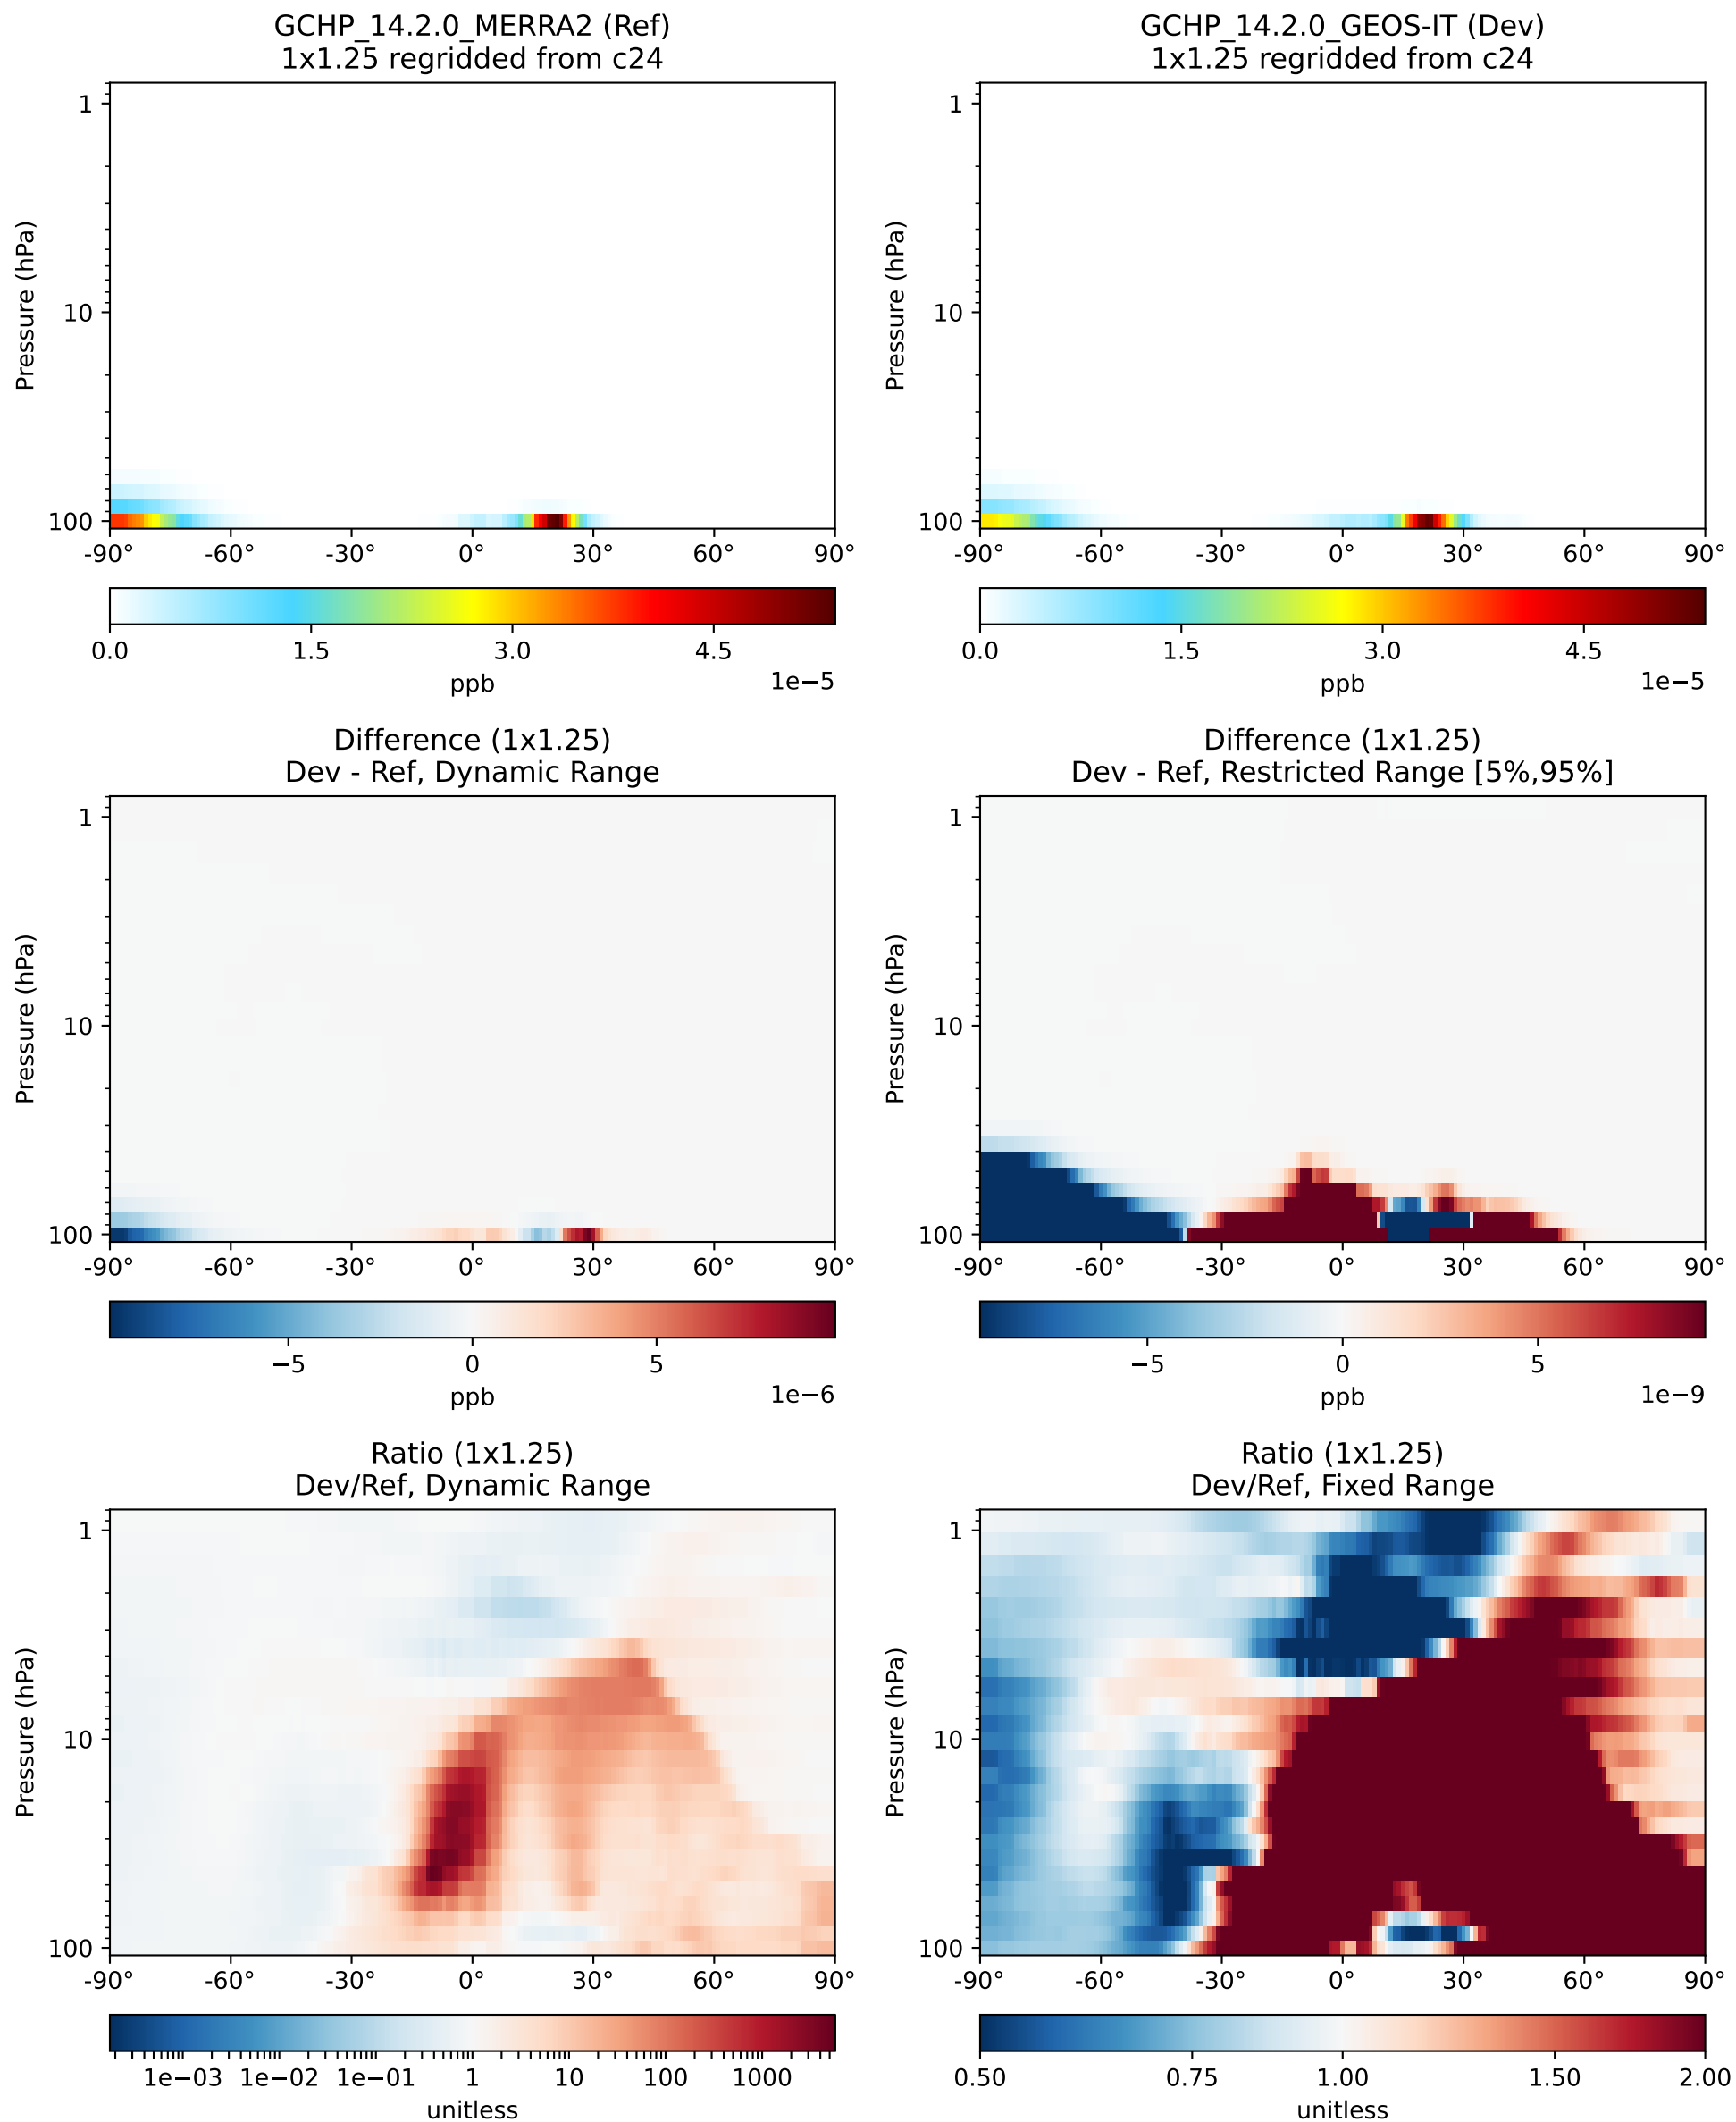 GCHP_14.2.0_MERRA2 (Ref)
1x1.25 regridded from c24
Pressure (hPa)
1
10
100
-90° -60° -30° 0° 30° 60° 90°
0.0 1.5 3.0 4.5
1e−5
ppb
GCHP_14.2.0_GEOS-IT (Dev)
1x1.25 regridded from c24
Pressure (hPa)
1
10
100
-90° -60° -30° 0° 30° 60° 90°
0.0 1.5 3.0 4.5
1e−5
ppb
Difference (1x1.25)
Dev - Ref, Dynamic Range
Pressure (hPa)
1
10
100
-90° -60° -30° 0° 30° 60° 90°
−5 0 5
1e−6
ppb
Difference (1x1.25)
Dev - Ref, Restricted Range [5%,95%]
Pressure (hPa)
1
10
100
-90° -60° -30° 0° 30° 60° 90°
−5 0 5
1e−9
ppb
Ratio (1x1.25)
Dev/Ref, Dynamic Range
Pressure (hPa)
1
10
100
-90° -60° -30° 0° 30° 60° 90°
1e−03 1e−02 1e−01 1 10 100 1000
unitless
Ratio (1x1.25)
Dev/Ref, Fixed Range
Pressure (hPa)
1
10
100
-90° -60° -30° 0° 30° 60° 90°
0.50 0.75 1.00 1.50 2.00
unitless